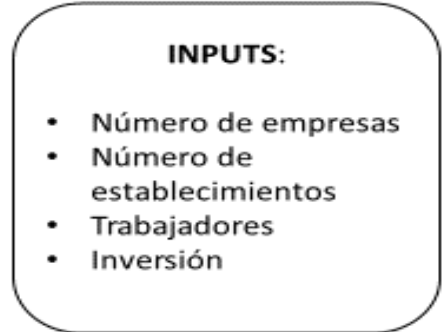 INPUTS:
• Número de empresas
• Número de
establecimientos
• Trabajadores
• Inversión